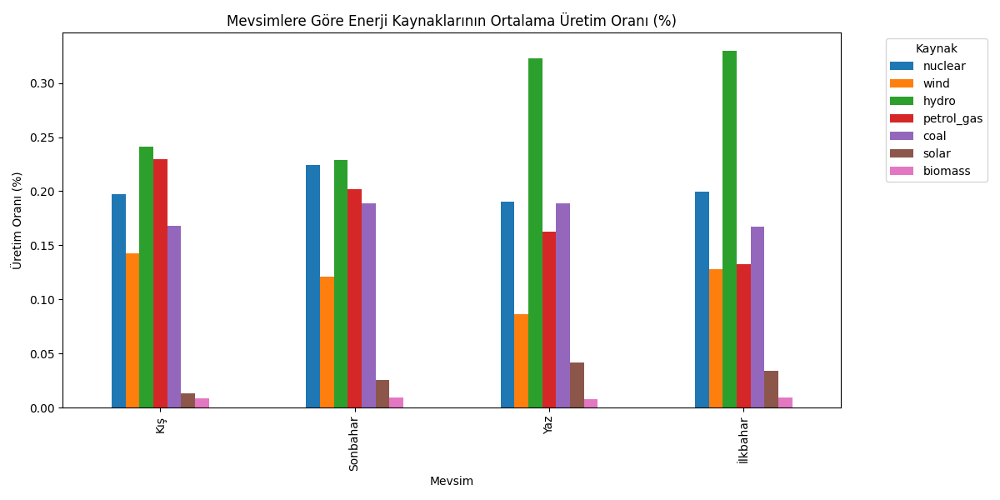 Mevsimlere Göre Enerji Kaynaklarının Ortalama Üretim Oranı (%)
Kaynak
nuclear
wind
hydro
petrol_gas
coal
solar
biomass
Üretim Oranı (%)
0.30
0.25
0.20
0.15
0.10
0.05
0.00
Kış
Sonbahar
Yaz
İlkbahar
Mevsim